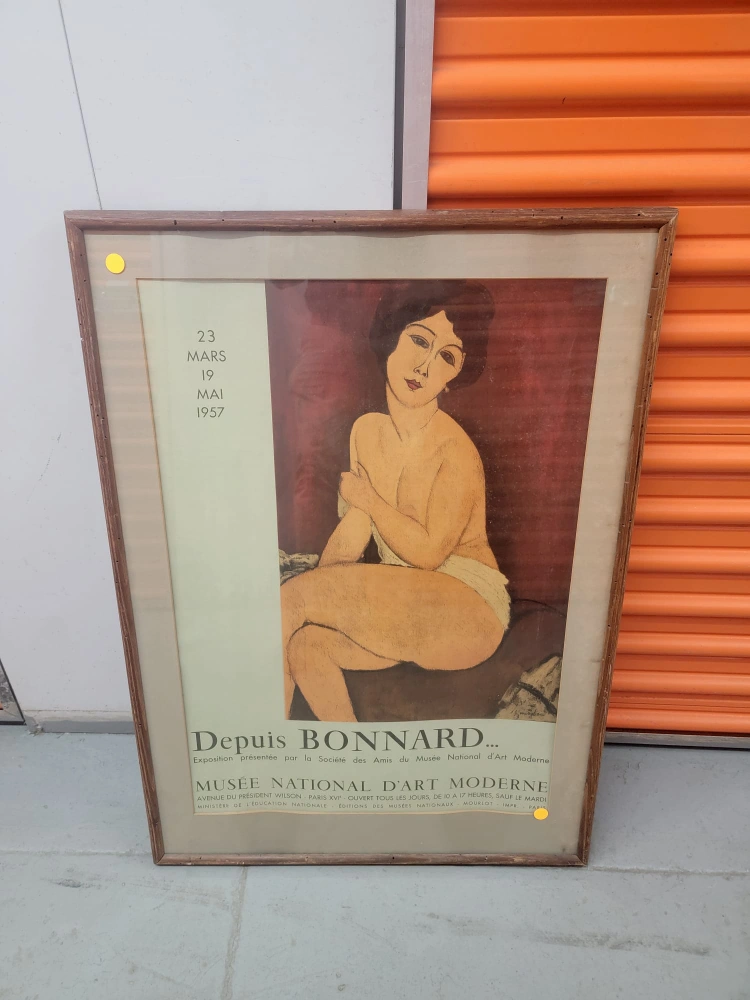 23
MARS
19
MAI
1957
Depuis BONNARD...
Exposition présentée par la Société des Amis du Musée National d'Art Moderne
MUSÉE NATIONAL D'ART MODERNE
AVENUE DU PRÉSIDENT WILSON - PARIS XVIe - OUVERT TOUS LES JOURS, DE 10 A 17 HEURES, SAUF LE MARDI
MINISTÈRE DE L'ÉDUCATION NATIONALE - ÉDITIONS DES MUSÉES NATIONAUX - MOURLOT - IMPR. PARIS